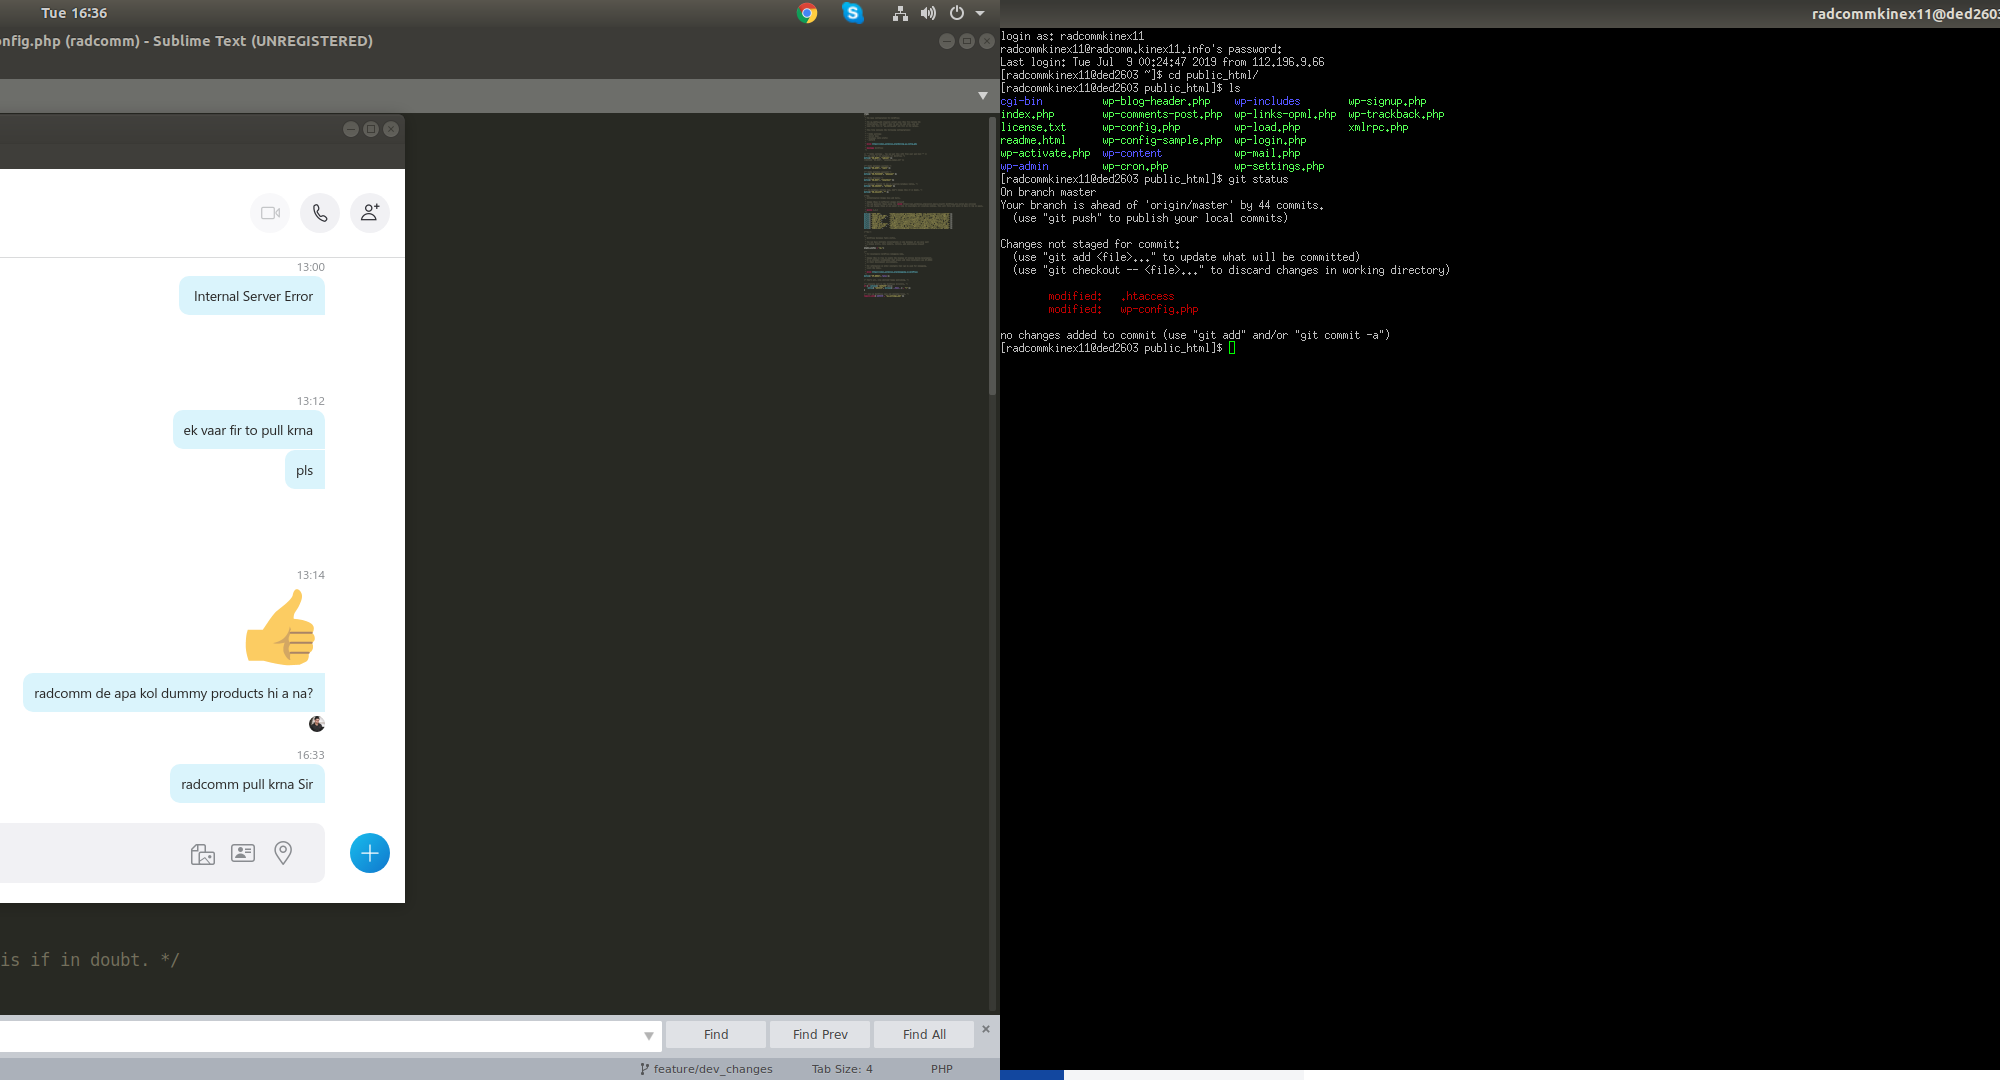 Tue 16:36
nfig.php (radcomm) - Sublime Text (UNREGISTERED)
13:00
Internal Server Error
13:12
ek vaar fir to pull krna
pls
13:14
radcomm de apa kol dummy products hi a na?
16:33
radcomm pull krna Sir
is if in doubt. */
Find
Find Prev
Find All
feature/dev_changes
Tab Size: 4
PHP
radcommkinex11@ded2603
login as: radcommkinex11
radcommkinex11@radcomm.kinex11.info's password:
Last login: Tue Jul  9 00:24:47 2019 from 112.196.9.66
[radcommkinex11@ded2603 ~]$ cd public_html/
[radcommkinex11@ded2603 public_html]$ ls
cgi-bin wp-blog-header.php wp-includes wp-signup.php
index.php wp-comments-post.php wp-links-opml.php wp-trackback.php
license.txt wp-config.php wp-load.php xmlrpc.php
readme.html wp-config-sample.php wp-login.php
wp-activate.php wp-content wp-mail.php
wp-admin wp-cron.php wp-settings.php
[radcommkinex11@ded2603 public_html]$ git status
On branch master
Your branch is ahead of 'origin/master' by 44 commits.
(use "git push" to publish your local commits)
Changes not staged for commit:
(use "git add <file>..." to update what will be committed)
(use "git checkout -- <file>..." to discard changes in working directory)
modified: .htaccess
modified: wp-config.php
no changes added to commit (use "git add" and/or "git commit -a")
[radcommkinex11@ded2603 public_html]$